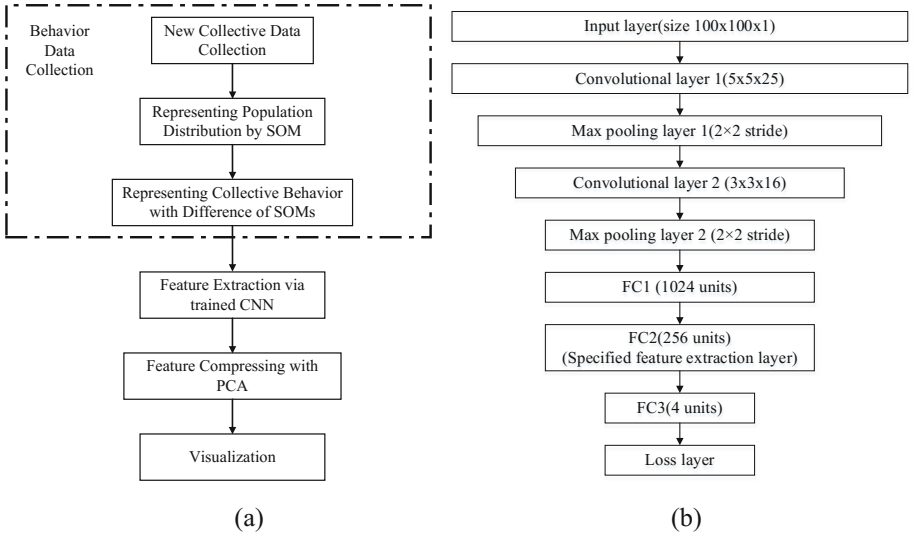 Behavior
Data
Collection
New Collective Data
Collection
Representing Population
Distribution by SOM
Representing Collective Behavior
with Difference of SOMs
Feature Extraction via
trained CNN
Feature Compressing with
PCA
Visualization
(a)
Input layer(size 100x100x1)
Convolutional layer 1(5x5x25)
Max pooling layer 1(2×2 stride)
Convolutional layer 2 (3x3x16)
Max pooling layer 2 (2×2 stride)
FC1 (1024 units)
FC2(256 units)
(Specified feature extraction layer)
FC3(4 units)
Loss layer
(b)